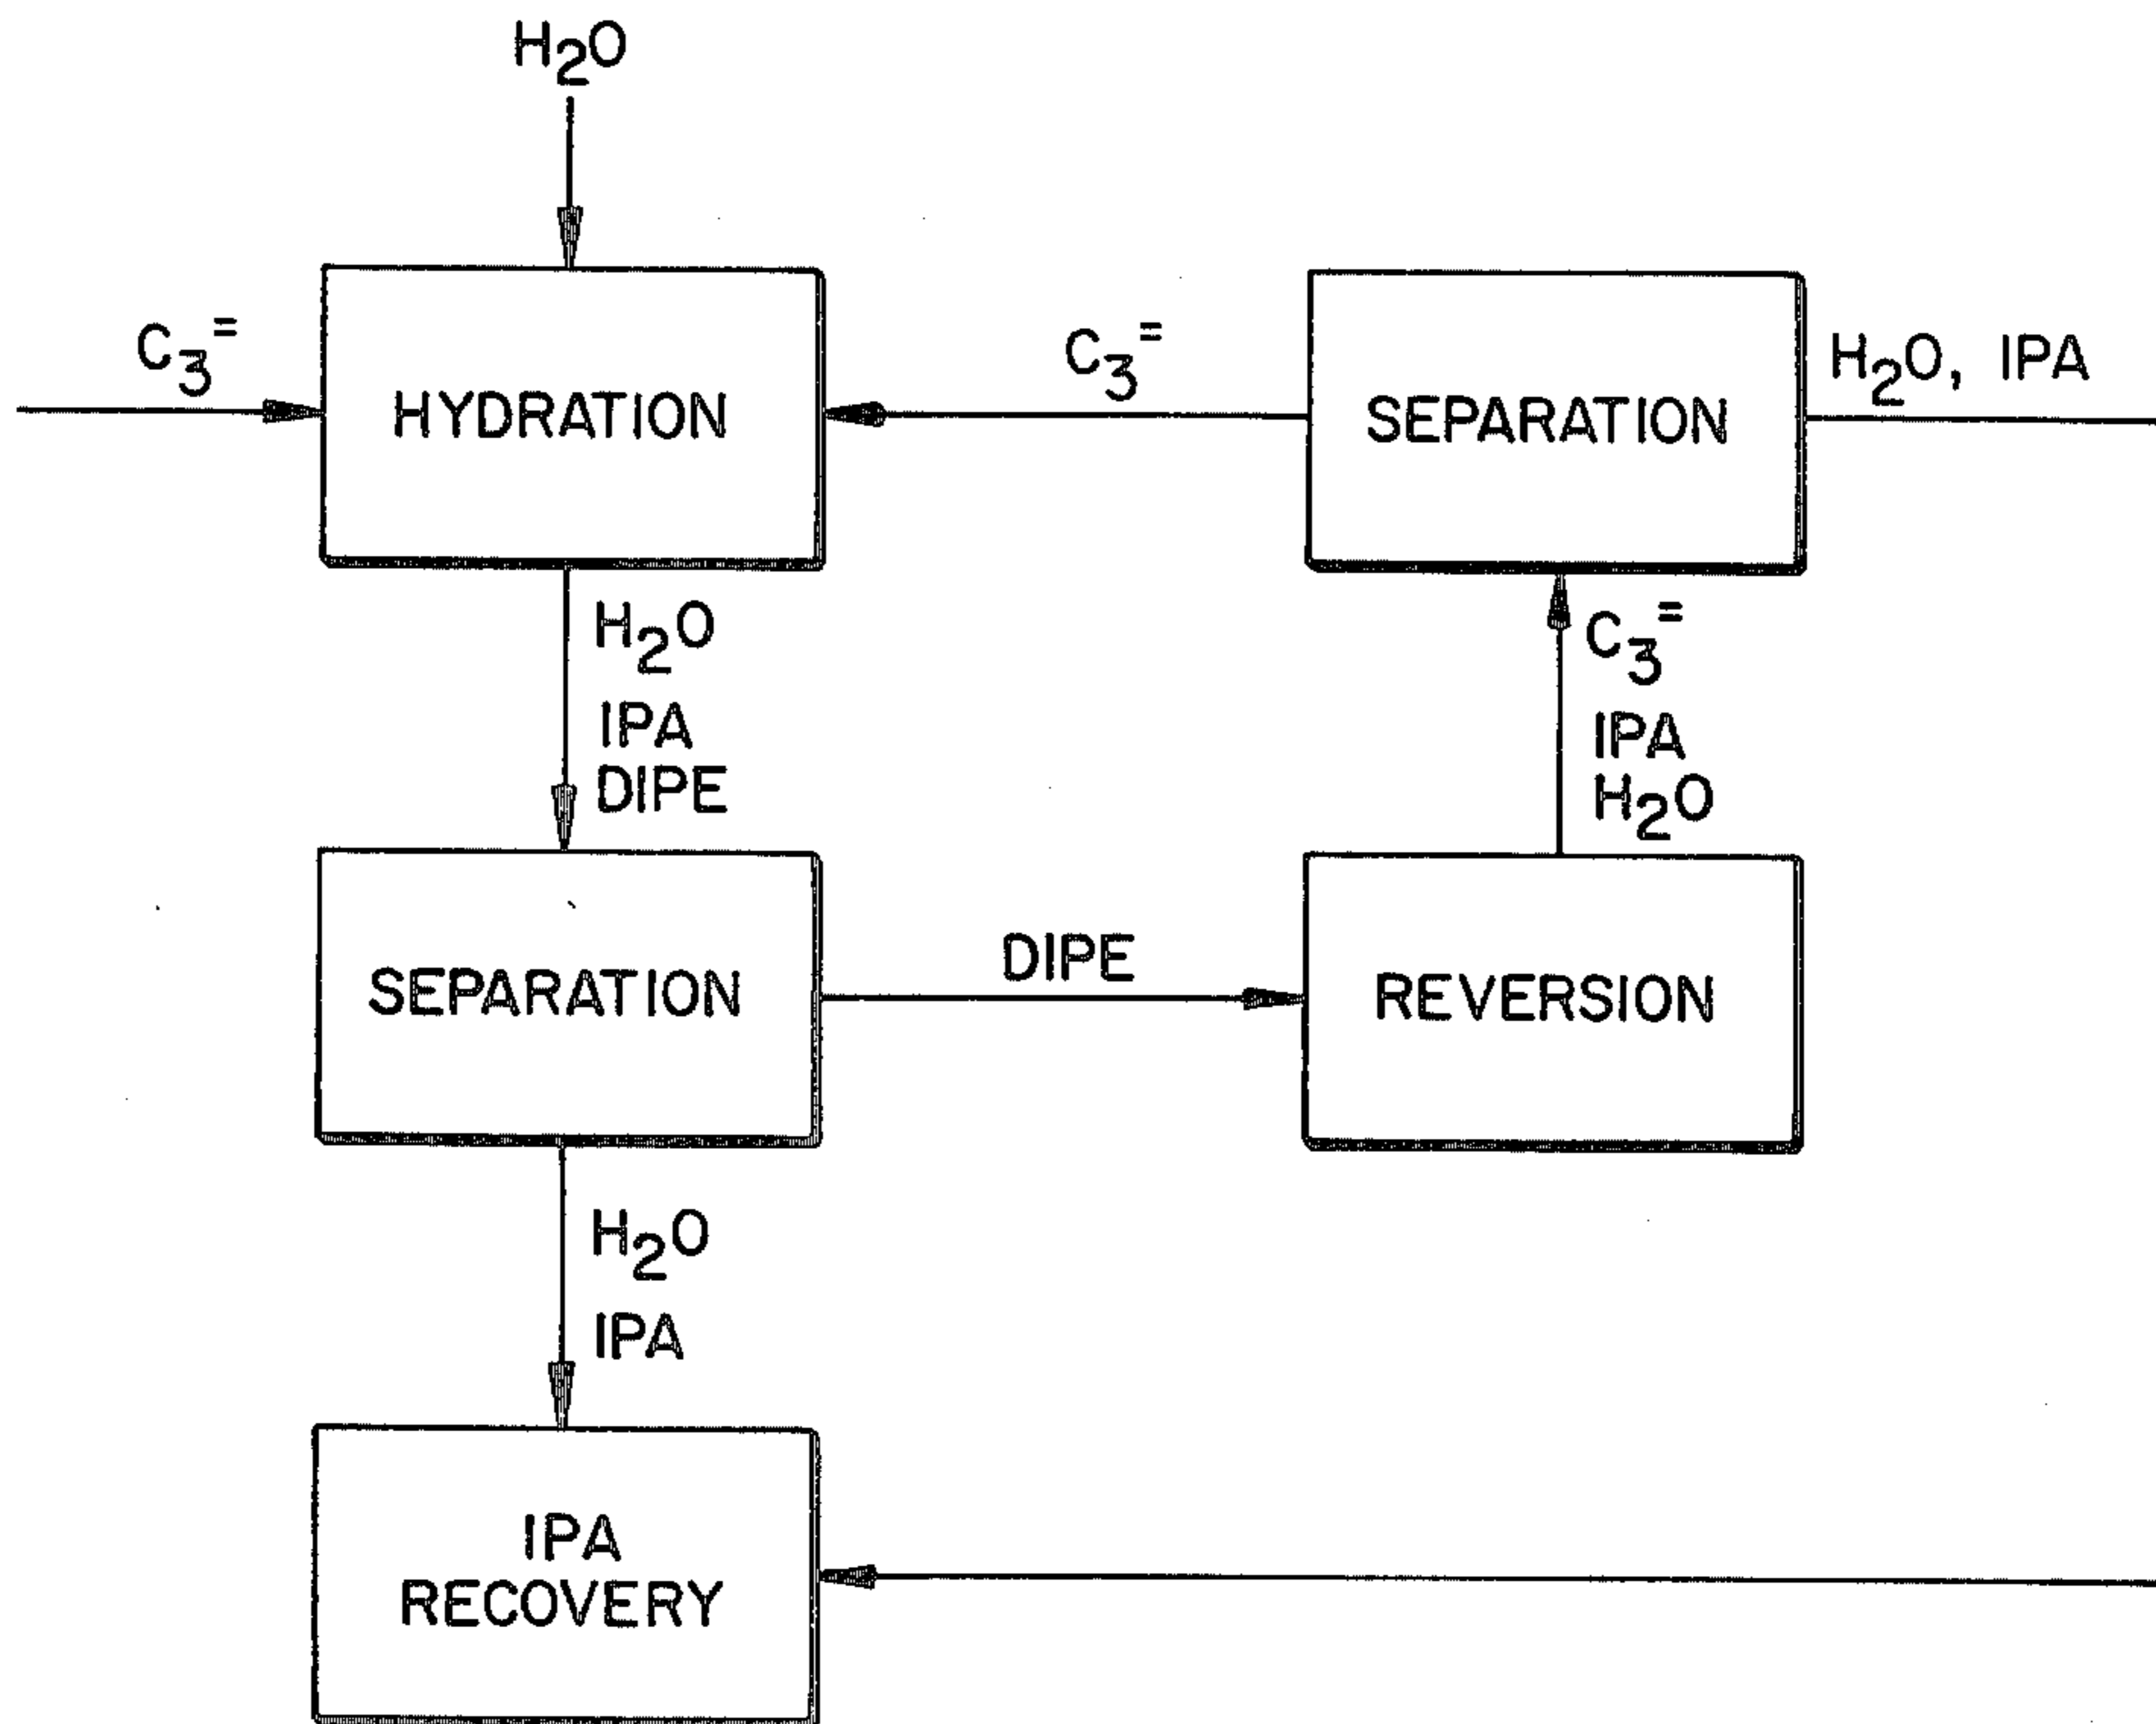 H₂O
C₃⁼
C₃⁼
H₂O, IPA
HYDRATION
SEPARATION
H₂O
IPA
DIPE
C₃⁼
IPA
H₂O
SEPARATION
DIPE
REVERSION
H₂O
IPA
IPA
RECOVERY